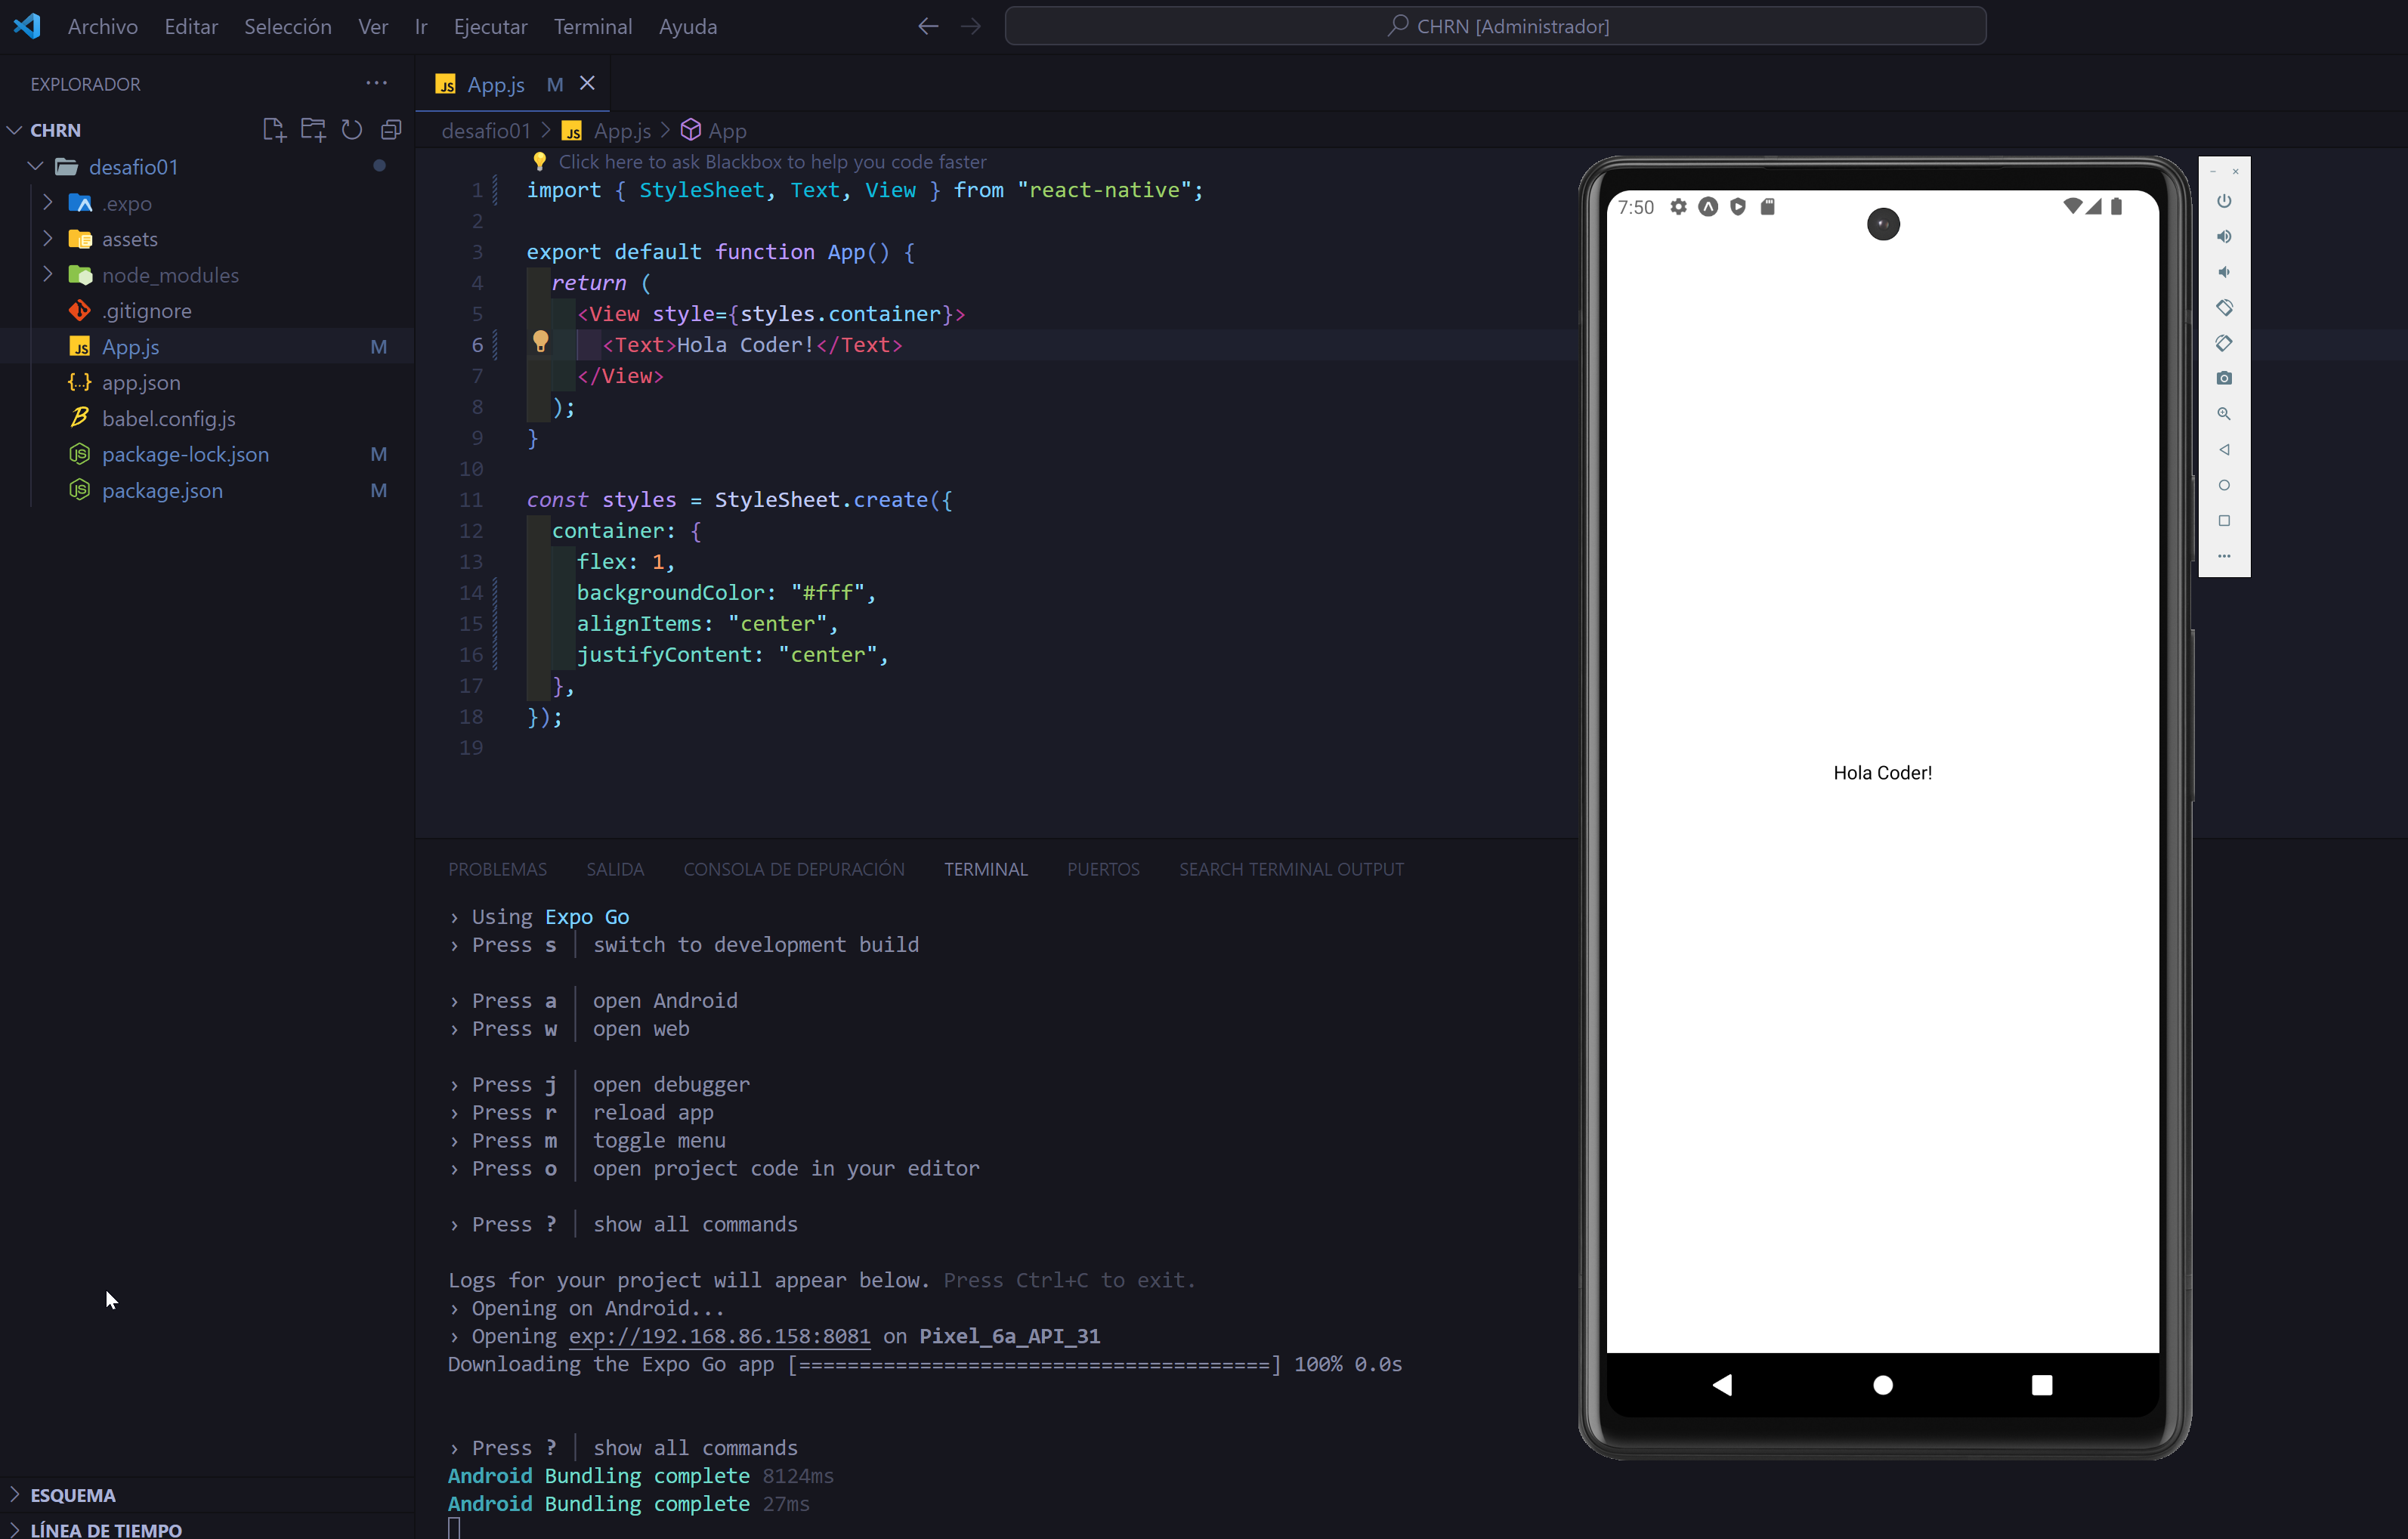 Archivo Editar Selección Ver Ir Ejecutar Terminal Ayuda
CHRN [Administrador]
EXPLORADOR
CHRN
desafio01
.expo
assets
node_modules
.gitignore
App.js M
app.json
babel.config.js
package-lock.json M
package.json M
ESQUEMA
LÍNEA DE TIEMPO
App.js M
desafio01 > App.js > App
Click here to ask Blackbox to help you code faster
1 import { StyleSheet, Text, View } from "react-native";
2
3 export default function App() {
4 return (
5 <View style={styles.container}>
6 <Text>Hola Coder!</Text>
7 </View>
8 );
9 }
10
11 const styles = StyleSheet.create({
12 container: {
13 flex: 1,
14 backgroundColor: "#fff",
15 alignItems: "center",
16 justifyContent: "center",
17 },
18 });
19
PROBLEMAS SALIDA CONSOLA DE DEPURACIÓN TERMINAL PUERTOS SEARCH TERMINAL OUTPUT
› Using Expo Go
› Press s │ switch to development build
› Press a │ open Android
› Press w │ open web
› Press j │ open debugger
› Press r │ reload app
› Press m │ toggle menu
› Press o │ open project code in your editor
› Press ? │ show all commands
Logs for your project will appear below. Press Ctrl+C to exit.
› Opening on Android...
› Opening exp://192.168.86.158:8081 on Pixel_6a_API_31
Downloading the Expo Go app [=======================================] 100% 0.0s
› Press ? │ show all commands
Android Bundling complete 8124ms
Android Bundling complete 27ms
7:50
Hola Coder!